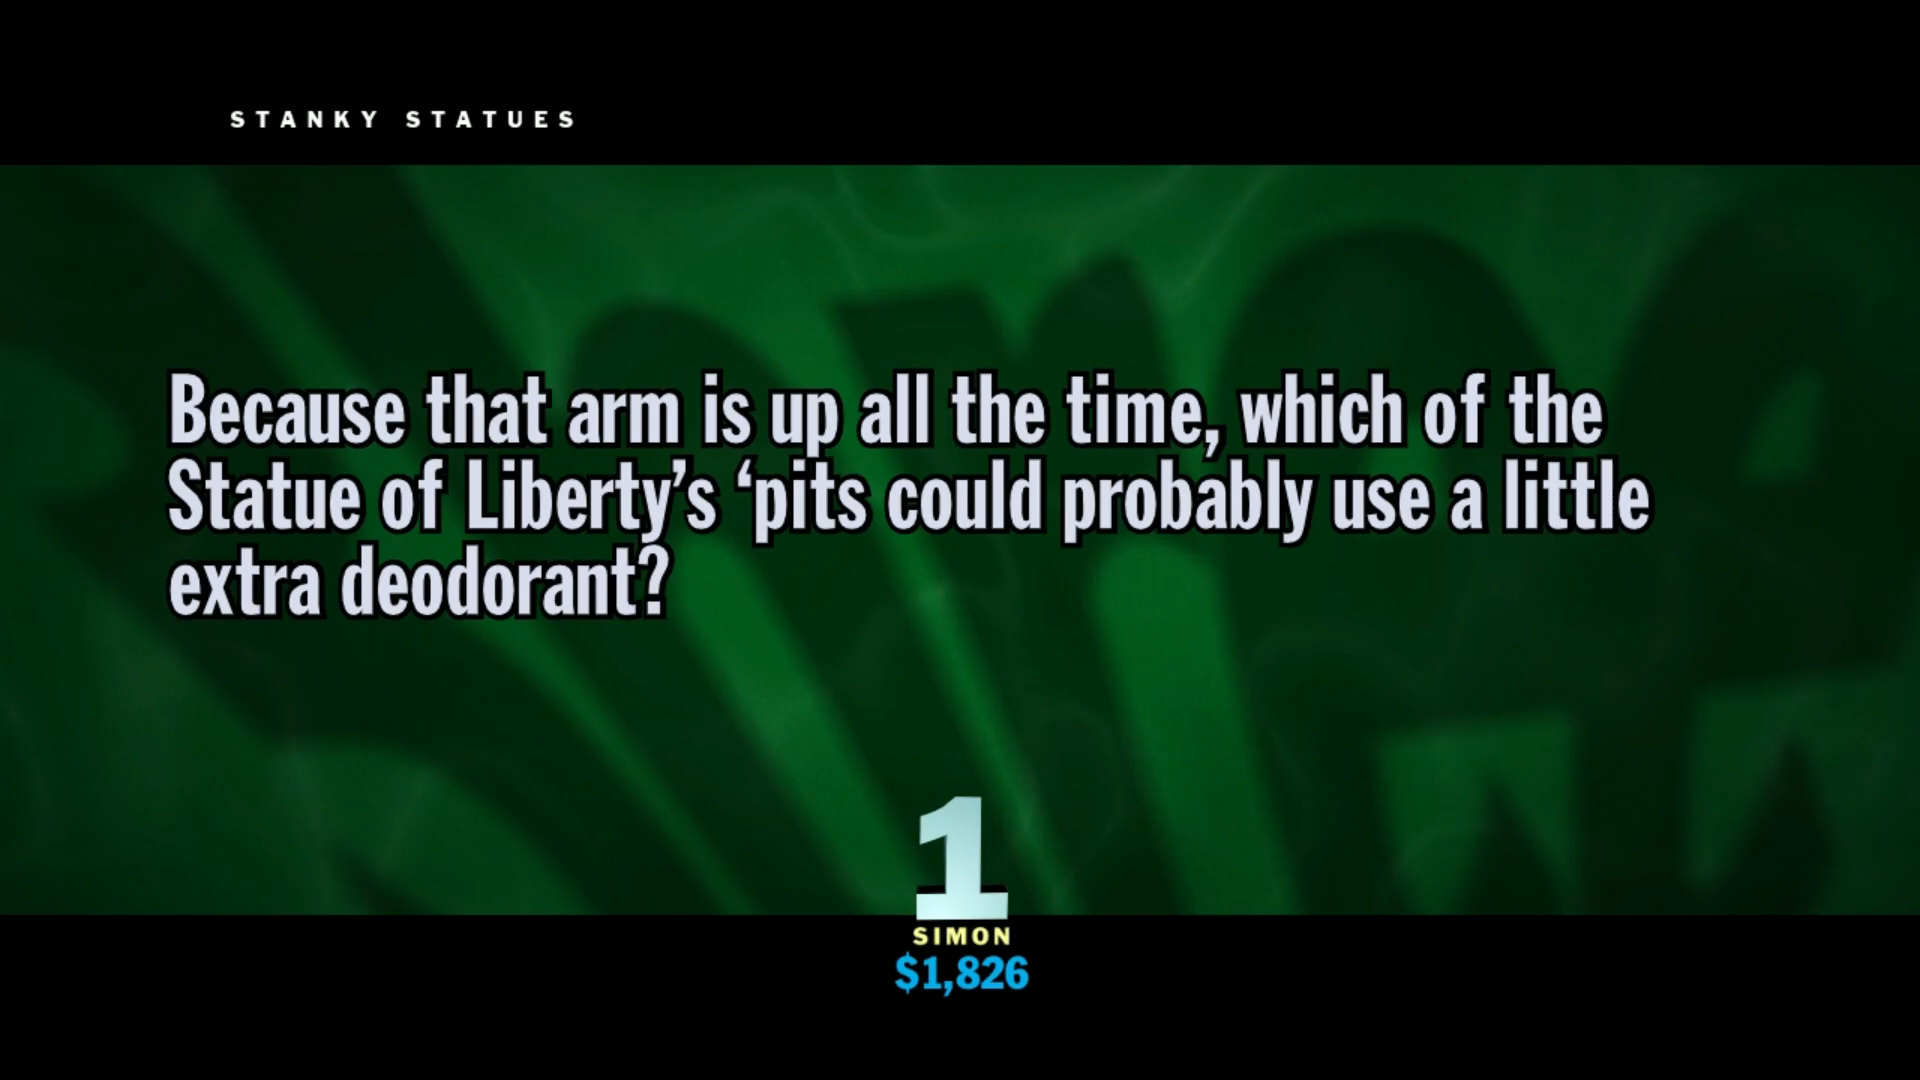 STANKY STATUES
Because that arm is up all the time, which of the
Statue of Liberty’s ‘pits could probably use a little
extra deodorant?
1
SIMON
$1,826